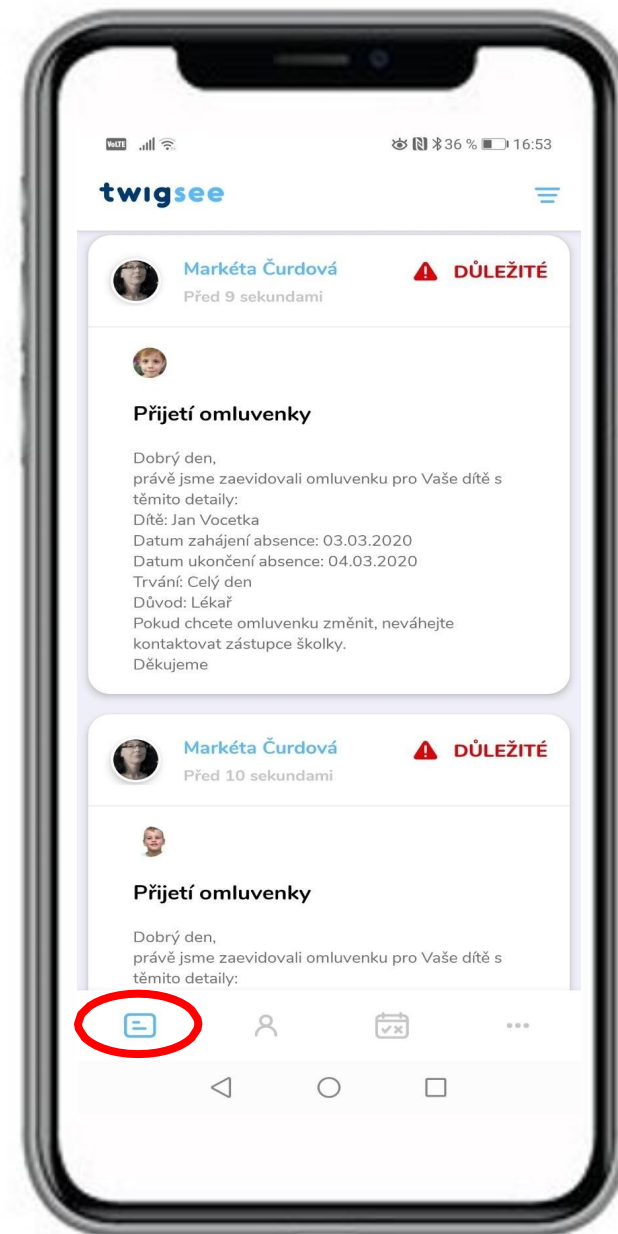 VoLTE 36 % 16:53
twigsee
Markéta Čurdová DŮLEŽITÉ
Před 9 sekundami
Přijetí omluvenky
Dobrý den,
právě jsme zaevidovali omluvenku pro Vaše dítě s
těmito detaily:
Dítě: Jan Vocetka
Datum zahájení absence: 03.03.2020
Datum ukončení absence: 04.03.2020
Trvání: Celý den
Důvod: Lékař
Pokud chcete omluvenku změnit, neváhejte
kontaktovat zástupce školky.
Děkujeme
Markéta Čurdová DŮLEŽITÉ
Před 10 sekundami
Přijetí omluvenky
Dobrý den,
právě jsme zaevidovali omluvenku pro Vaše dítě s
těmito detaily: